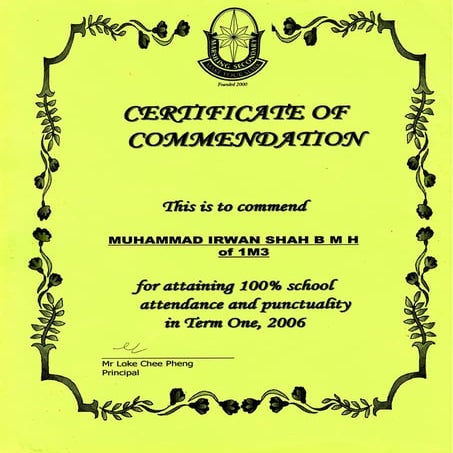 Founded 2000
CERTIFICATE OF
COMMENDATION
This is to commend
MUHAMMAD IRWAN SHAH B M H
of 1M3
for attaining 100% school
attendance and punctuality
in Term One, 2006
Mr Loke Chee Pheng
Principal